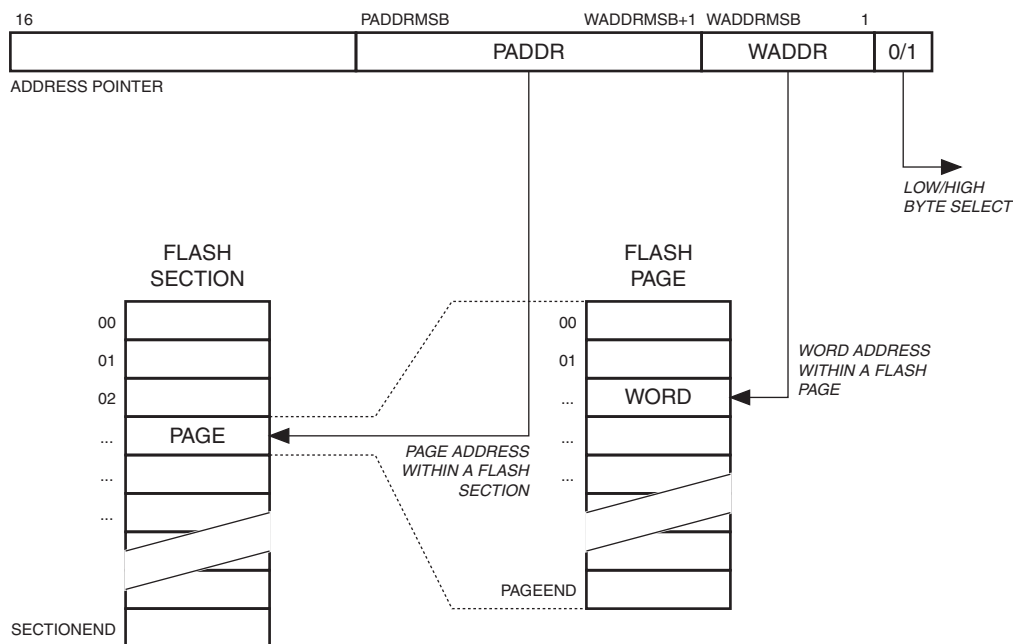 16 PADDRMSB WADDRMSB+1 WADDRMSB 1
PADDR WADDR 0/1
ADDRESS POINTER
LOW/HIGH
BYTE SELECT
FLASH
SECTION
FLASH
PAGE
00
01
02
...
PAGE
...
...
SECTIONEND
00
01
...
WORD
...
...
PAGEEND
WORD ADDRESS
WITHIN A FLASH
PAGE
PAGE ADDRESS
WITHIN A FLASH
SECTION